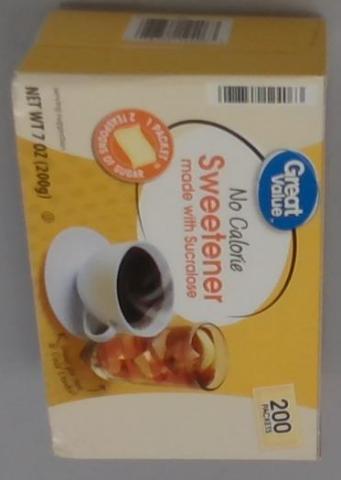 Great
Value™
No Calorie
Sweetener
made with Sucralose
1 PACKET =
2 TEASPOONS OF SUGAR
200
PACKETS
NET WT 7 OZ (200g)